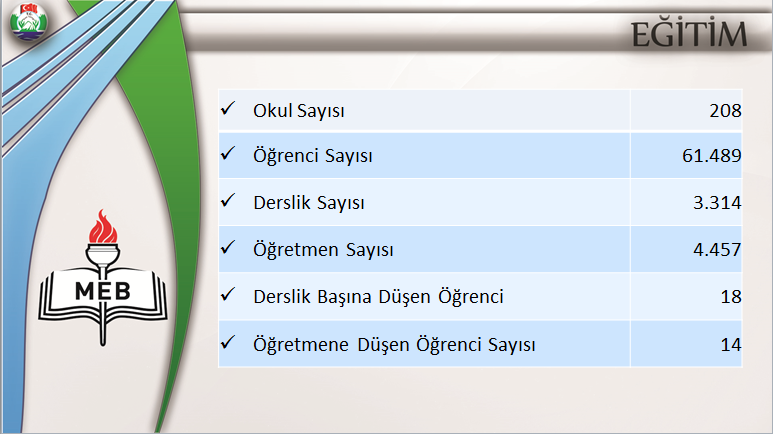 EĞİTİM
✓ Okul Sayısı 208
✓ Öğrenci Sayısı 61.489
✓ Derslik Sayısı 3.314
✓ Öğretmen Sayısı 4.457
✓ Derslik Başına Düşen Öğrenci 18
✓ Öğretmene Düşen Öğrenci Sayısı 14
MEB